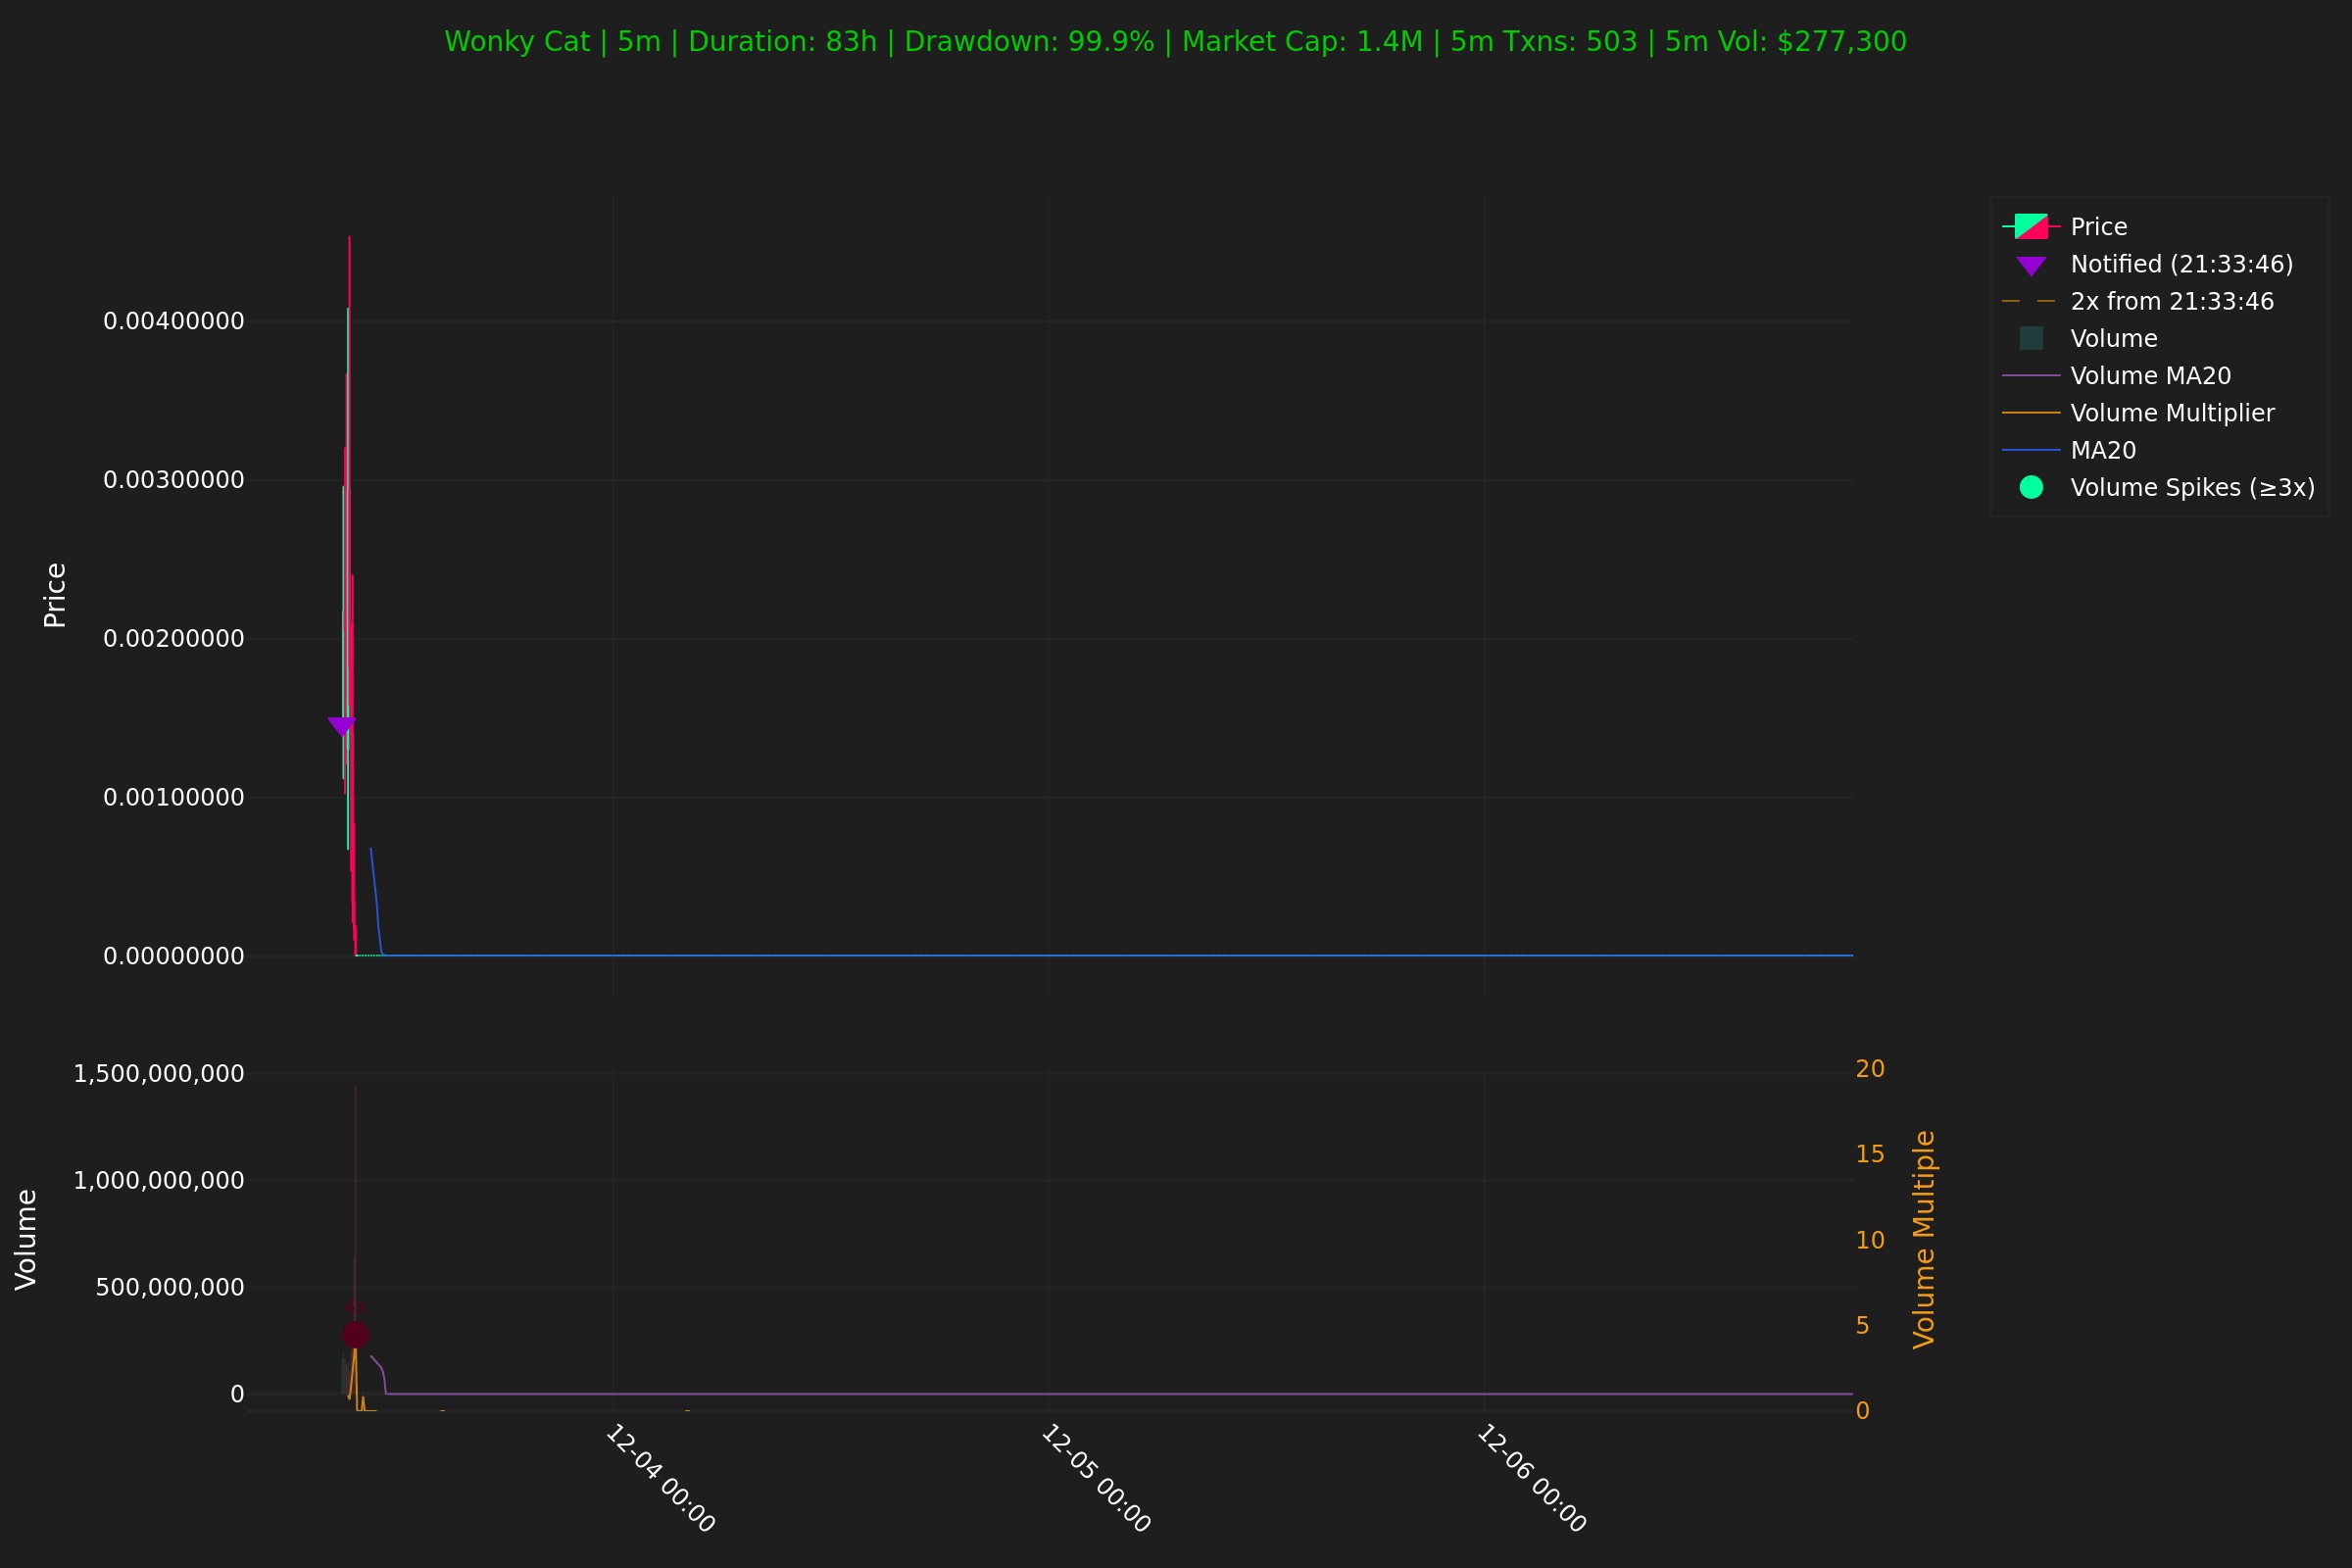 Wonky Cat | 5m | Duration: 83h | Drawdown: 99.9% | Market Cap: 1.4M | 5m Txns: 503 | 5m Vol: $277,300
Price
Notified (21:33:46)
2x from 21:33:46
Volume
Volume MA20
Volume Multiplier
MA20
Volume Spikes (≥3x)
Price
0.00400000
0.00300000
0.00200000
0.00100000
0.00000000
Volume
1,500,000,000
1,000,000,000
500,000,000
0
20
15
10
5
0
Volume Multiple
12-04 00:00
12-05 00:00
12-06 00:00